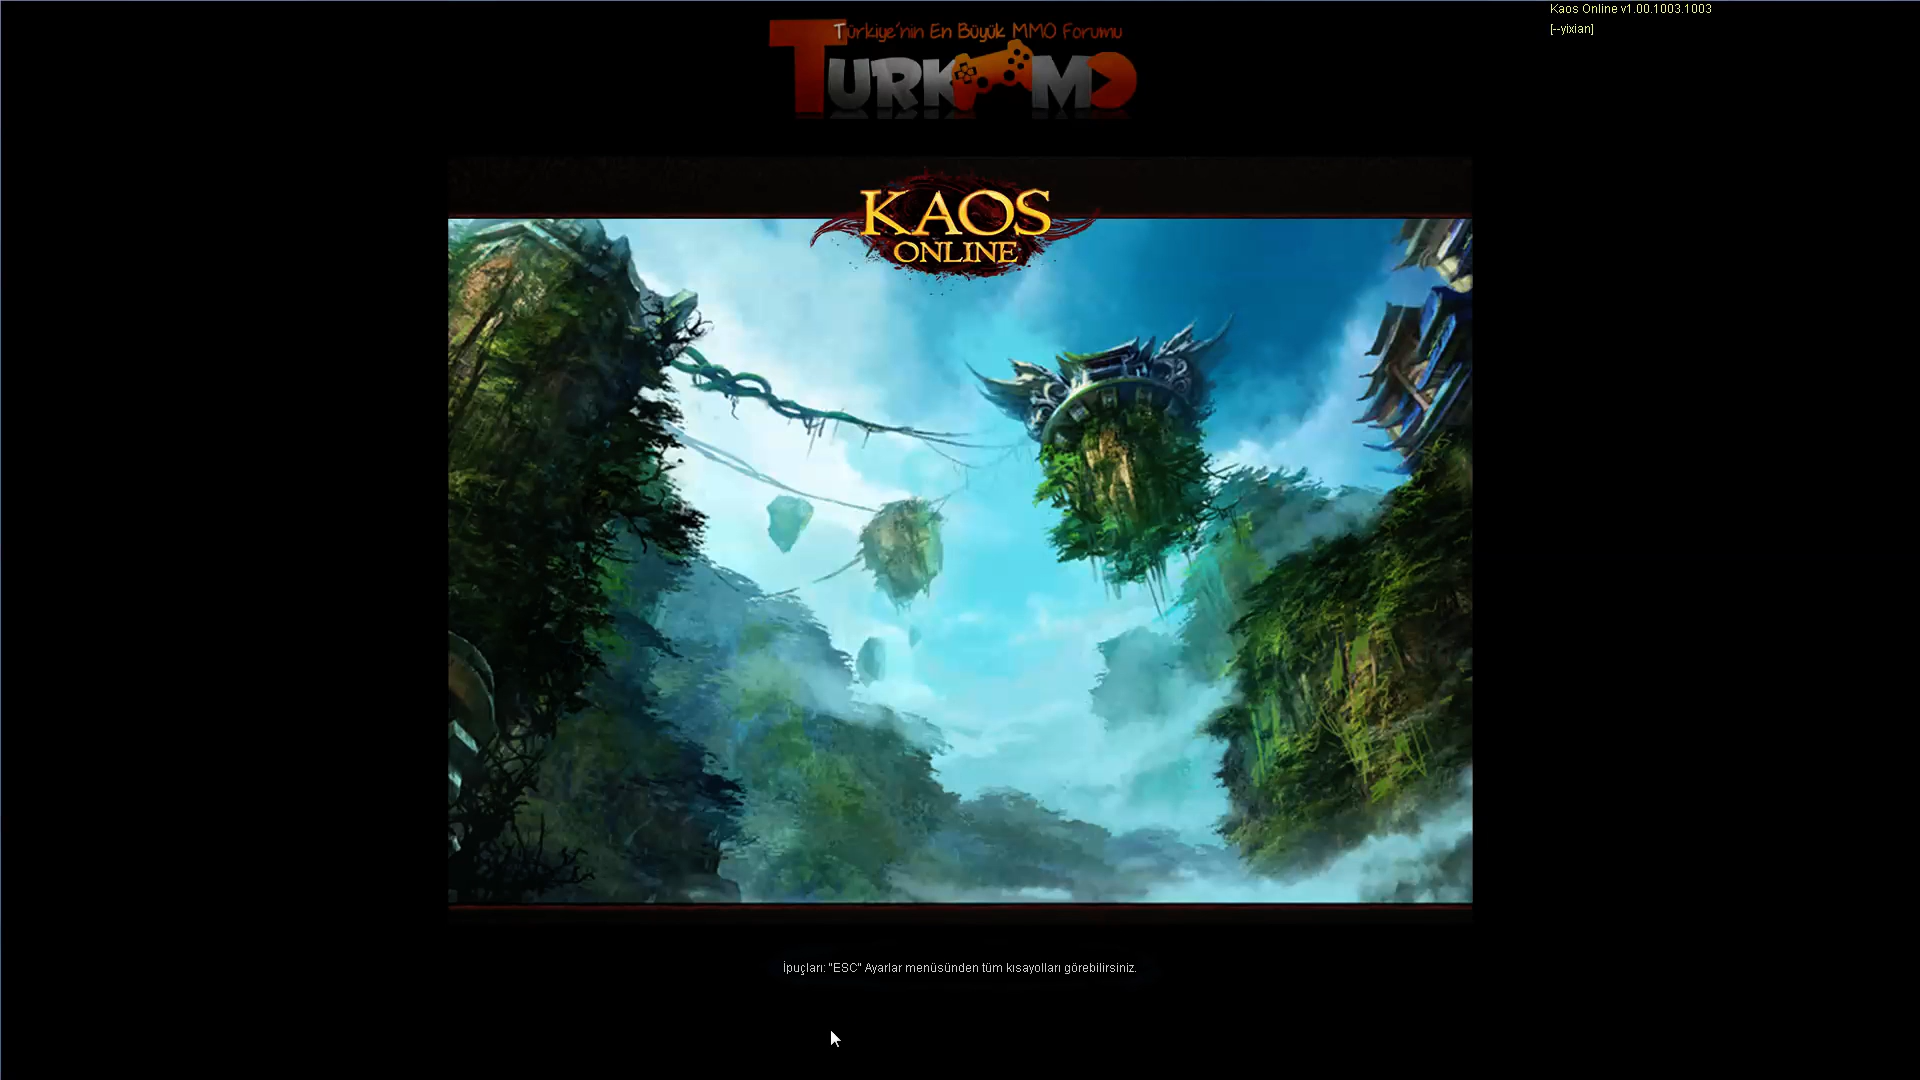 Kaos Online v1.00.1003.1003
[--yixian]
Türkiye'nin En Büyük MMO Forumu
TURKMMO
KAOS
ONLINE
İpuçları: "ESC" Ayarlar menüsünden tüm kısayolları görebilirsiniz.